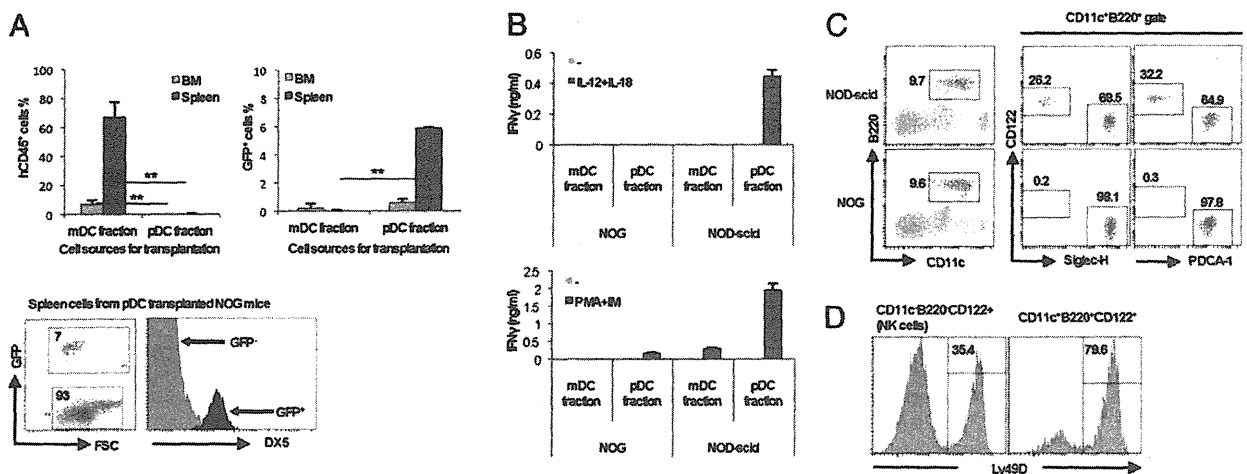 A
hCD45⁺ cells %
100
80
60
40
20
0
BM
Spleen
**
**
mDC fraction pDC fraction
Cell sources for transplantation
GFP⁺ cells %
10
8
6
4
2
0
BM
Spleen
**
mDC fraction pDC fraction
Cell sources for transplantation
Spleen cells from pDC transplanted NOG mice
GFP
7
93
FSC
GFP⁻
GFP⁺
DX5
B
IFNγ (ng/ml)
0.6
0.4
0.2
0
-
IL-12+IL-18
mDC fraction
pDC fraction
mDC fraction
pDC fraction
NOG
NOD-scid
IFNγ (ng/ml)
2.5
2
1.5
1
0.5
0
-
PMA+IM
mDC fraction
pDC fraction
mDC fraction
pDC fraction
NOG
NOD-scid
C
CD11c⁺B220⁺ gate
NOD-scid
9.7
26.2
68.5
32.2
64.9
B220
CD122
NOG
9.6
0.2
98.1
0.3
97.8
CD11c
Siglec-H
PDCA-1
D
CD11c⁻B220⁻CD122+
(NK cells)
35.4
CD11c⁺B220⁺CD122⁺
79.6
Ly49D